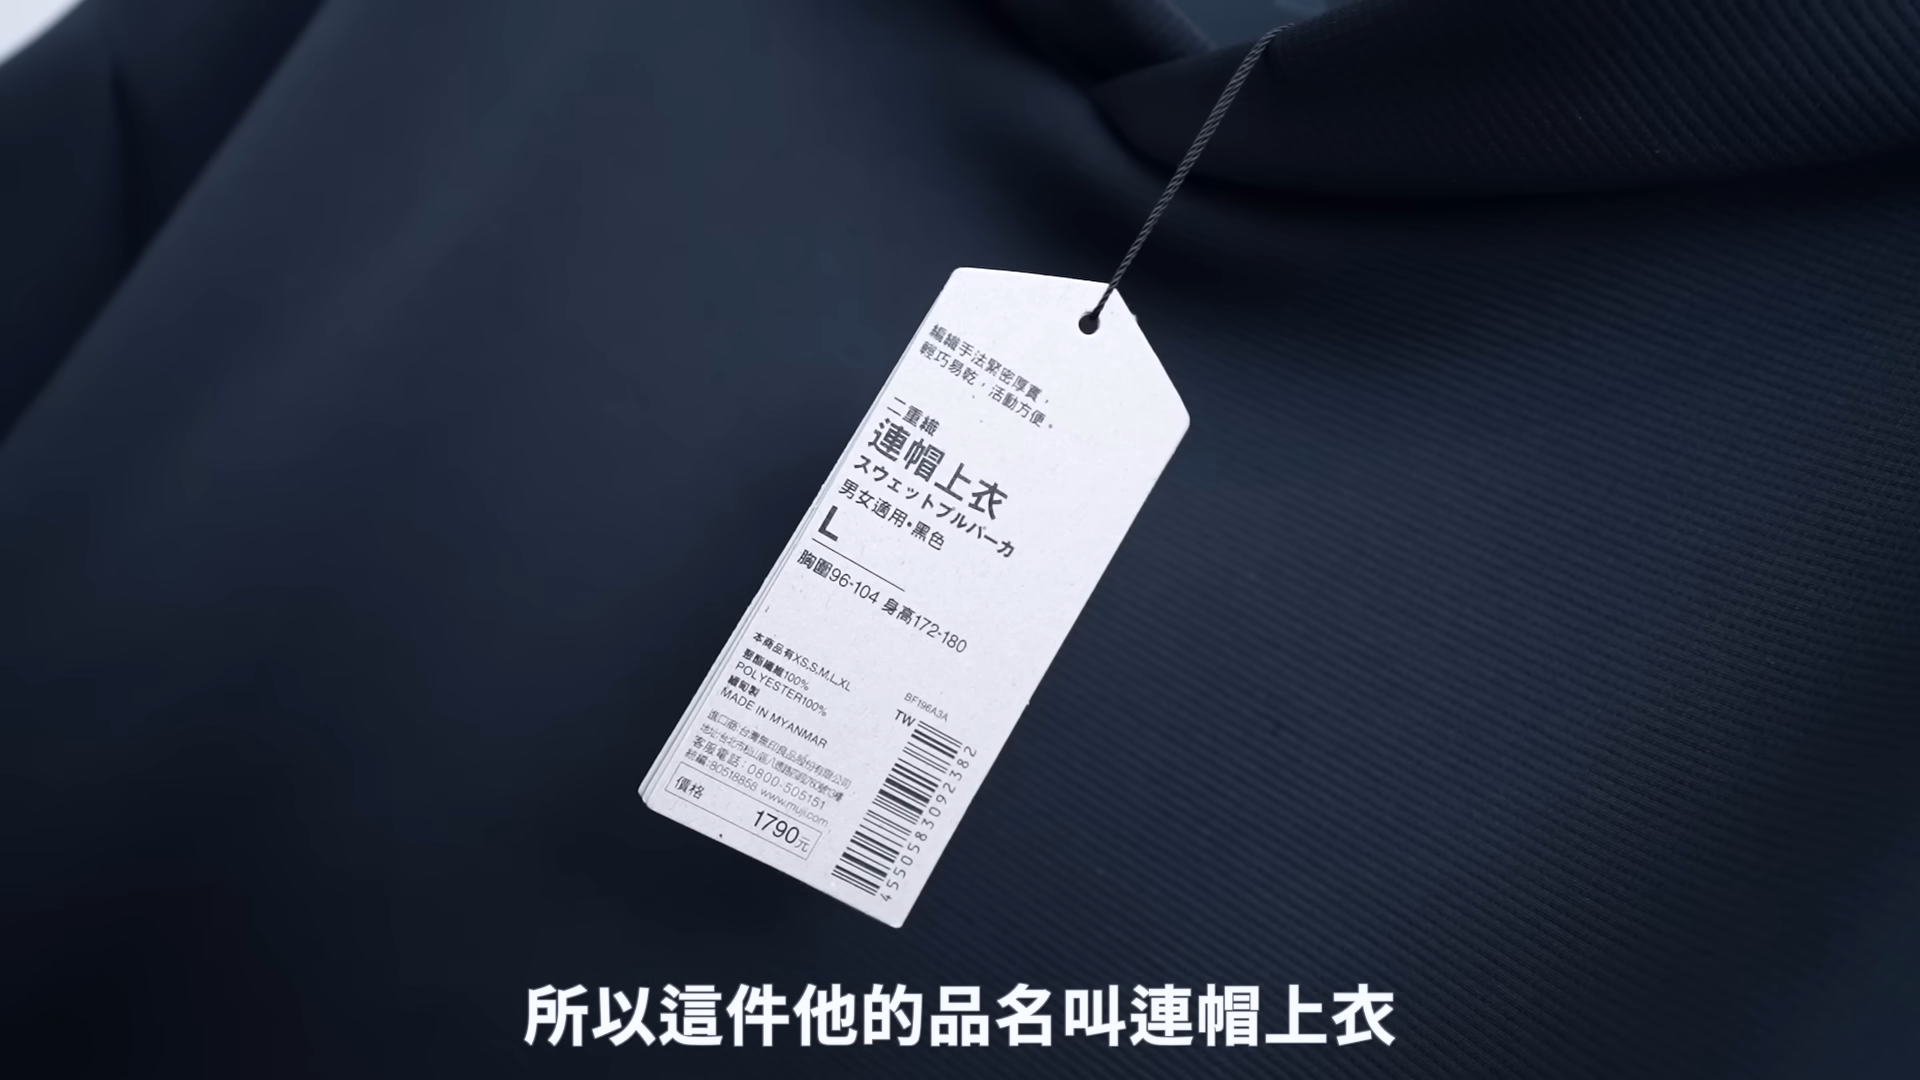 編織手法緊密厚實，
輕巧易乾，活動方便。
二重織
連帽上衣
スウェットプルパーカ
男女適用・黑色
L
胸圍96-104 身高172-180
本商品有XS,S,M,L,XL
聚酯纖維100%
POLYESTER100%
緬甸製
MADE IN MYANMAR
進口商:台灣無印良品股份有限公司
客服電話：0800-505151
統編:80518858 www.muji.com
價格
1790元
BF196A3A
TW
4550583092382
所以這件他的品名叫連帽上衣